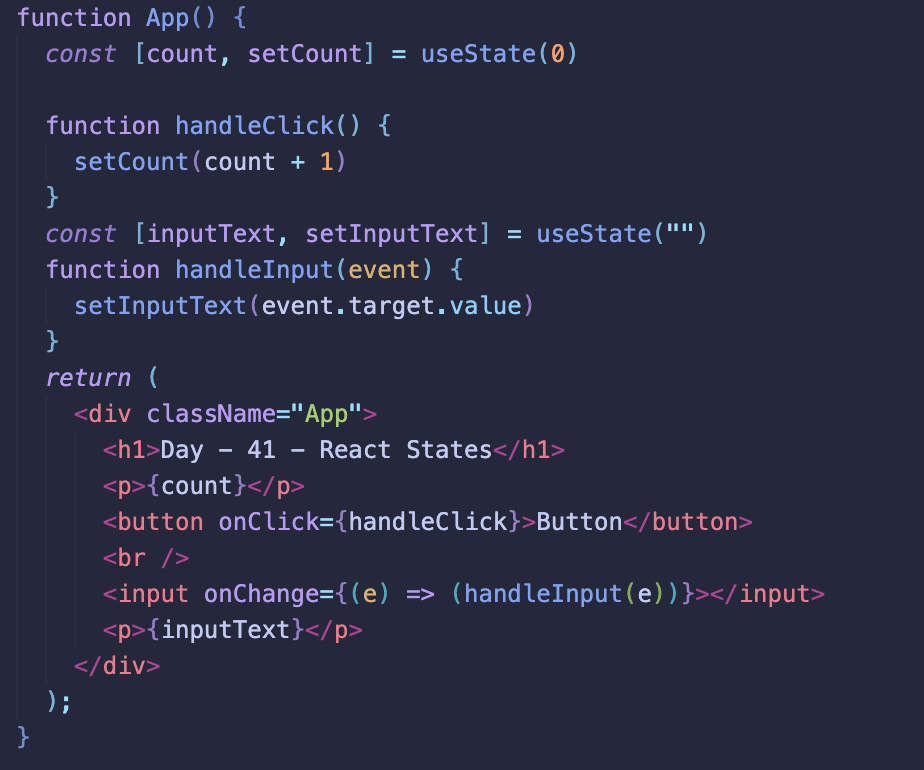 function App() {
  const [count, setCount] = useState(0)

  function handleClick() {
    setCount(count + 1)
  }
  const [inputText, setInputText] = useState("")
  function handleInput(event) {
    setInputText(event.target.value)
  }
  return (
    <div className="App">
      <h1>Day - 41 - React States</h1>
      <p>{count}</p>
      <button onClick={handleClick}>Button</button>
      <br />
      <input onChange={(e) => (handleInput(e))}></input>
      <p>{inputText}</p>
    </div>
  );
}